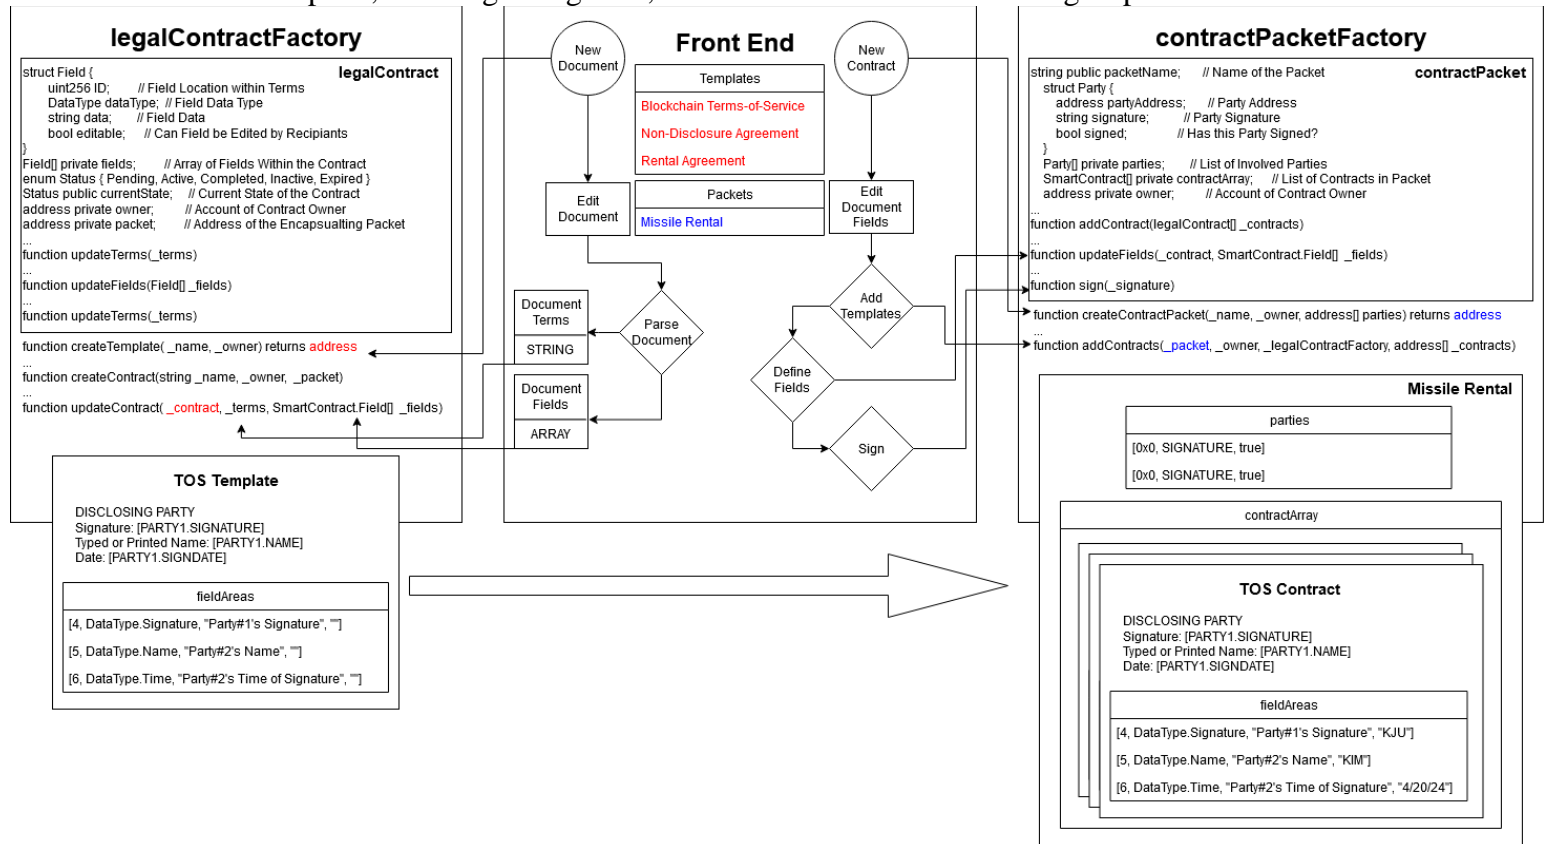 legalContractFactory
legalContract
struct Field {
uint256 ID; // Field Location within Terms
DataType dataType; // Field Data Type
string data; // Field Data
bool editable; // Can Field be Edited by Recipiants
}
Field[] private fields; // Array of Fields Within the Contract
enum Status { Pending, Active, Completed, Inactive, Expired }
Status public currentState; // Current State of the Contract
address private owner; // Account of Contract Owner
address private packet; // Address of the Encapsualting Packet
...
function updateTerms(_terms)
...
function updateFields(Field[] _fields)
...
function updateTerms(_terms)
function createTemplate( _name, _owner) returns address
...
function createContract(string _name, _owner, _packet)
...
function updateContract( _contract, _terms, SmartContract.Field[] _fields)
TOS Template
DISCLOSING PARTY
Signature: [PARTY1.SIGNATURE]
Typed or Printed Name: [PARTY1.NAME]
Date: [PARTY1.SIGNDATE]
fieldAreas
[4, DataType.Signature, "Party#1's Signature", ""]
[5, DataType.Name, "Party#2's Name", ""]
[6, DataType.Time, "Party#2's Time of Signature", ""]
Front End
New
Document
New
Contract
Templates
Blockchain Terms-of-Service
Non-Disclosure Agreement
Rental Agreement
Packets
Missile Rental
Edit
Document
Edit
Document
Fields
Document
Terms
STRING
Parse
Document
Document
Fields
ARRAY
Add
Templates
Define
Fields
Sign
contractPacketFactory
contractPacket
string public packetName; // Name of the Packet
struct Party {
address partyAddress; // Party Address
string signature; // Party Signature
bool signed; // Has this Party Signed?
}
Party[] private parties; // List of Involved Parties
SmartContract[] private contractArray; // List of Contracts in Packet
address private owner; // Account of Contract Owner
...
function addContract(legalContract[] _contracts)
...
function updateFields(_contract, SmartContract.Field[] _fields)
...
function sign(_signature)
function createContractPacket(_name, _owner, address[] parties) returns address
...
function addContracts(_packet, _owner, _legalContractFactory, address[] _contracts)
Missile Rental
parties
[0x0, SIGNATURE, true]
[0x0, SIGNATURE, true]
contractArray
TOS Contract
DISCLOSING PARTY
Signature: [PARTY1.SIGNATURE]
Typed or Printed Name: [PARTY1.NAME]
Date: [PARTY1.SIGNDATE]
fieldAreas
[4, DataType.Signature, "Party#1's Signature", "KJU"]
[5, DataType.Name, "Party#2's Name", "KIM"]
[6, DataType.Time, "Party#2's Time of Signature", "4/20/24"]